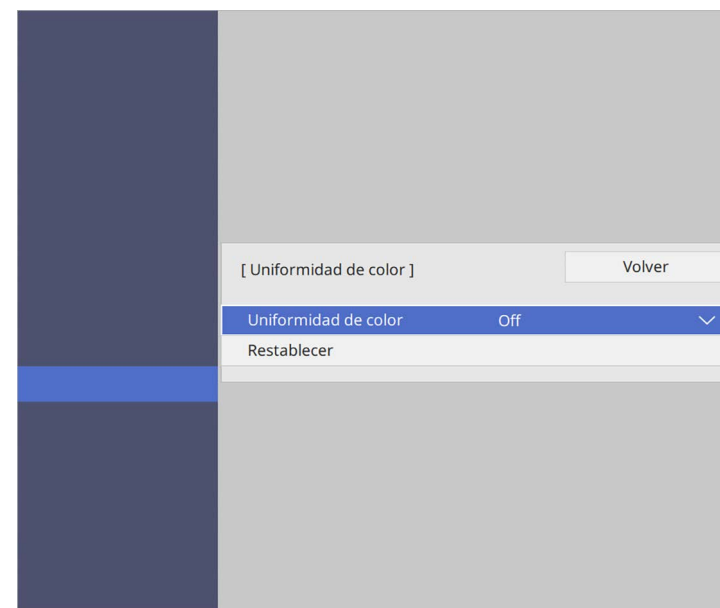 [ Uniformidad de color ] Volver
Uniformidad de color Off
Restablecer